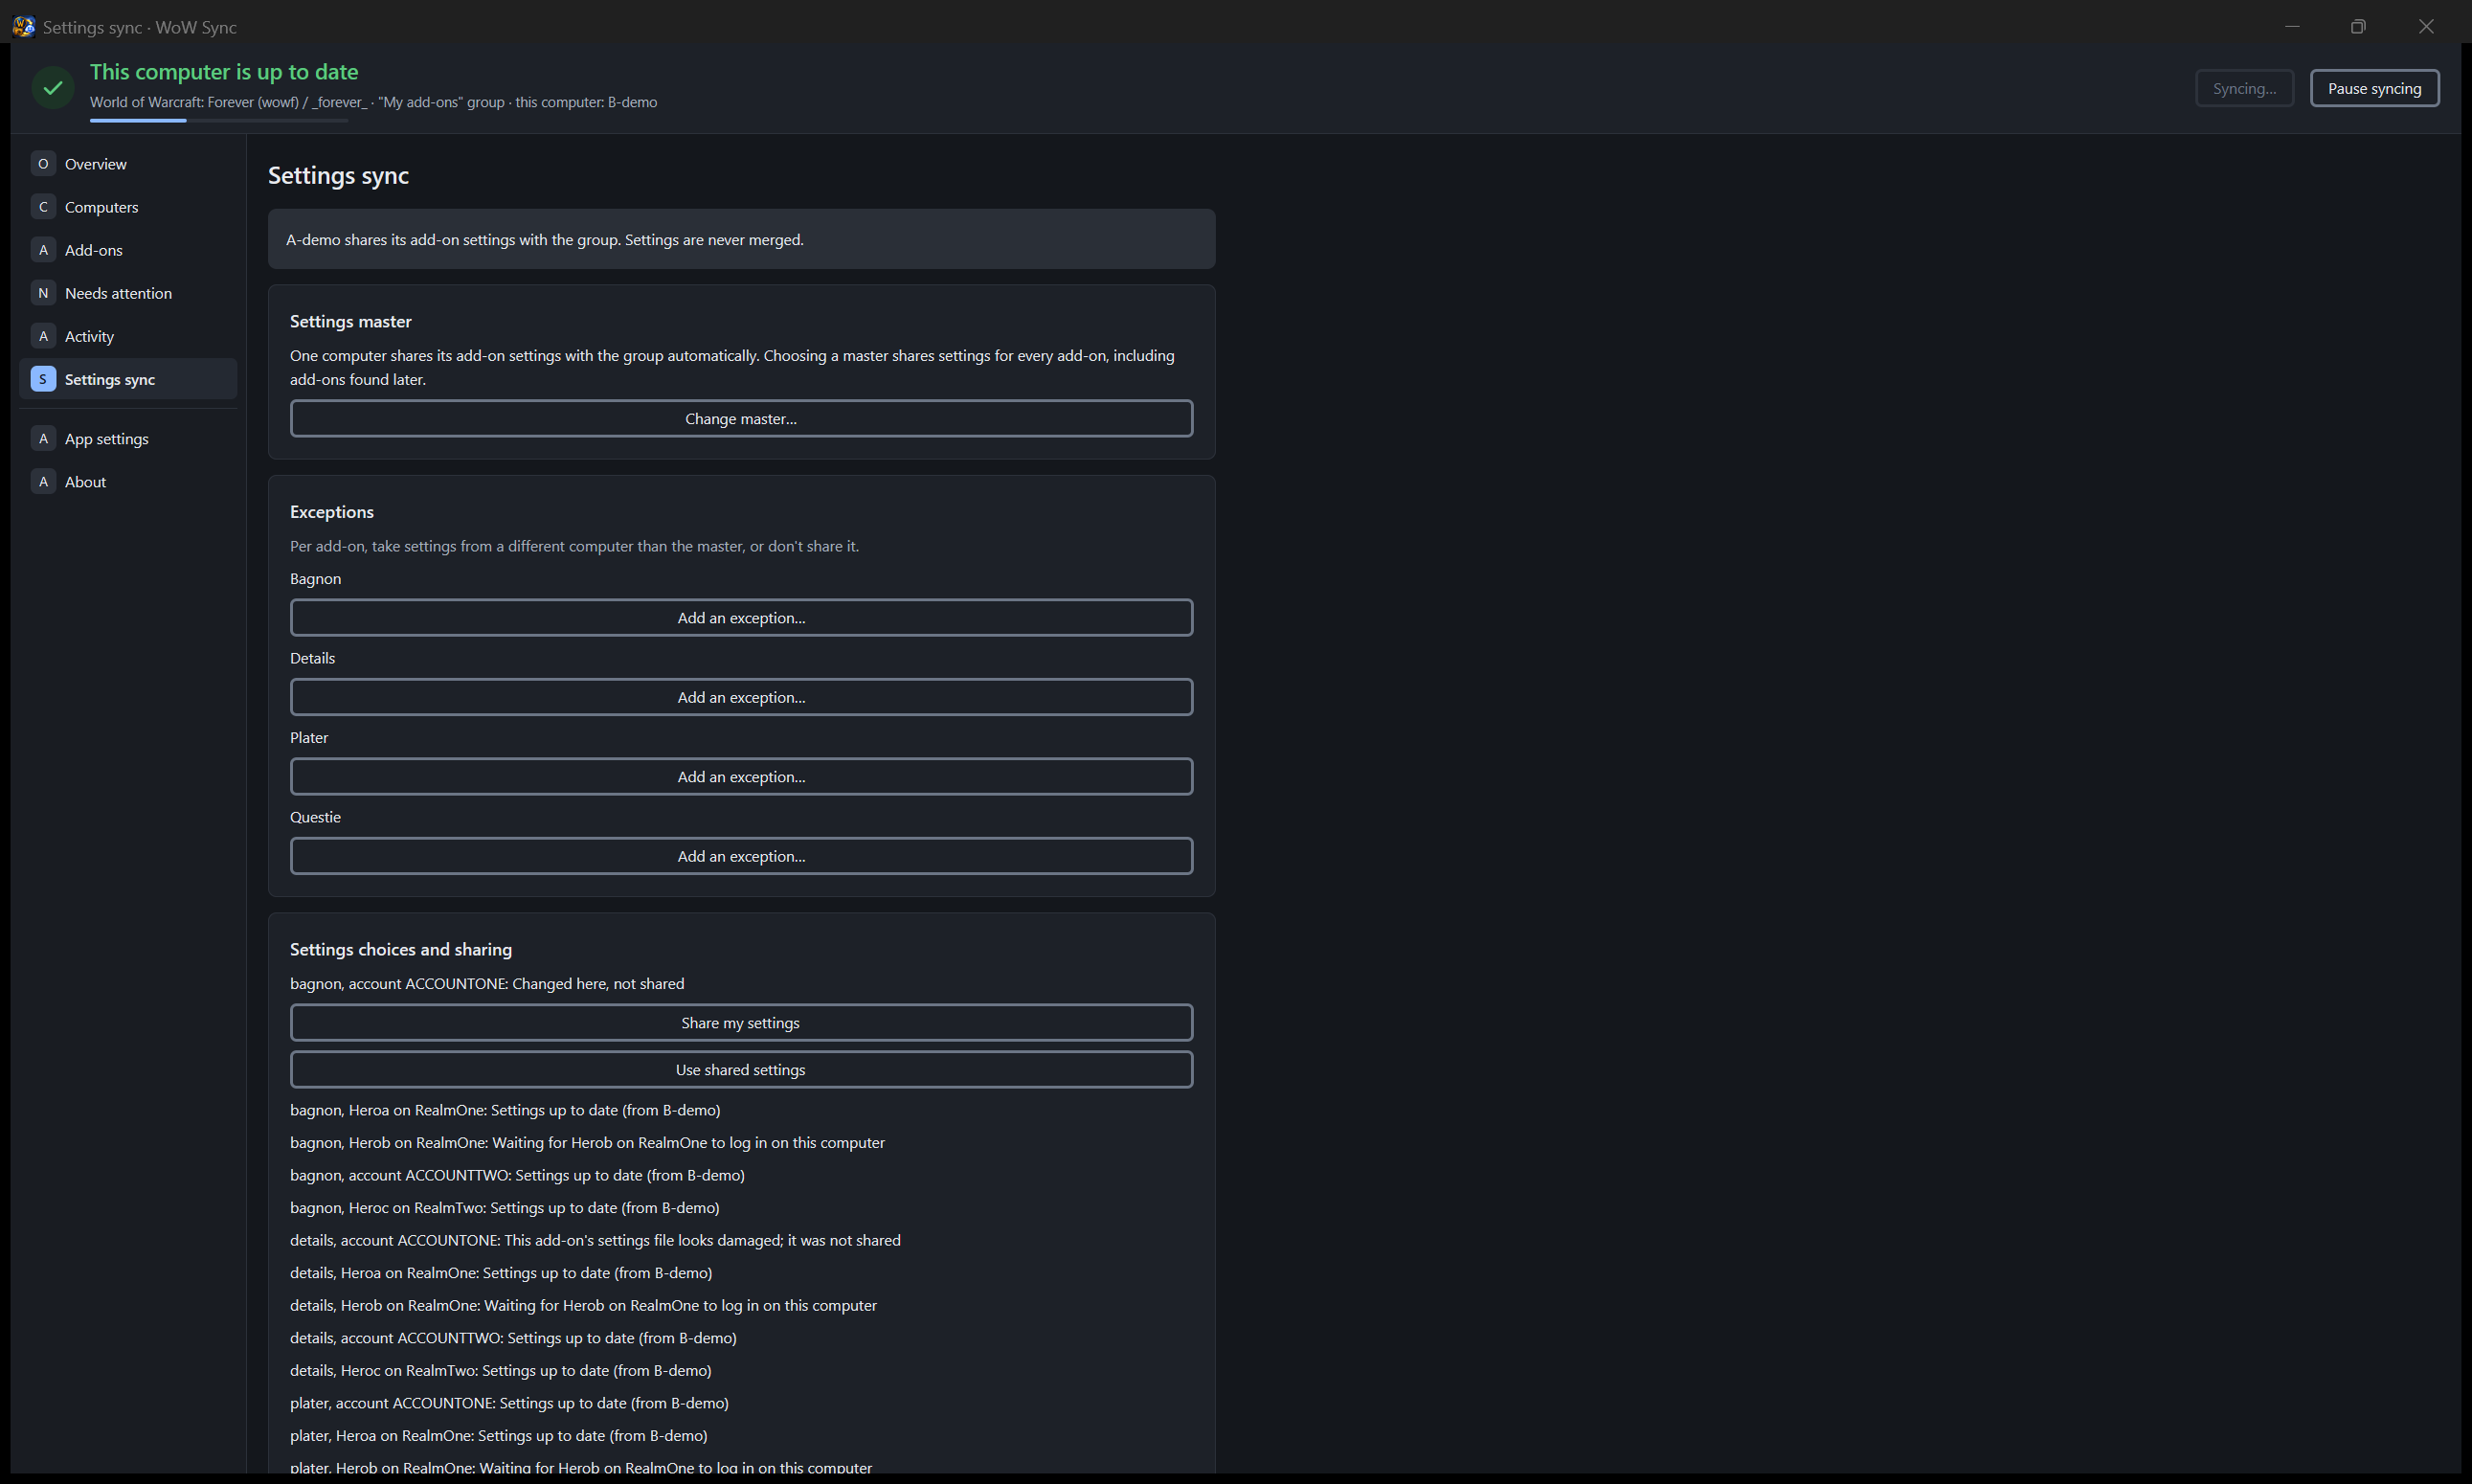 Settings sync · WoW Sync
This computer is up to date
World of Warcraft: Forever (wowf) / _forever_ · "My add-ons" group · this computer: B-demo
Syncing...
Pause syncing
O Overview
C Computers
A Add-ons
N Needs attention
A Activity
S Settings sync
A App settings
A About
Settings sync
A-demo shares its add-on settings with the group. Settings are never merged.
Settings master
One computer shares its add-on settings with the group automatically. Choosing a master shares settings for every add-on, including
add-ons found later.
Change master...
Exceptions
Per add-on, take settings from a different computer than the master, or don't share it.
Bagnon
Add an exception...
Details
Add an exception...
Plater
Add an exception...
Questie
Add an exception...
Settings choices and sharing
bagnon, account ACCOUNTONE: Changed here, not shared
Share my settings
Use shared settings
bagnon, Heroa on RealmOne: Settings up to date (from B-demo)
bagnon, Herob on RealmOne: Waiting for Herob on RealmOne to log in on this computer
bagnon, account ACCOUNTTWO: Settings up to date (from B-demo)
bagnon, Heroc on RealmTwo: Settings up to date (from B-demo)
details, account ACCOUNTONE: This add-on's settings file looks damaged; it was not shared
details, Heroa on RealmOne: Settings up to date (from B-demo)
details, Herob on RealmOne: Waiting for Herob on RealmOne to log in on this computer
details, account ACCOUNTTWO: Settings up to date (from B-demo)
details, Heroc on RealmTwo: Settings up to date (from B-demo)
plater, account ACCOUNTONE: Settings up to date (from B-demo)
plater, Heroa on RealmOne: Settings up to date (from B-demo)
plater, Herob on RealmOne: Waiting for Herob on RealmOne to log in on this computer